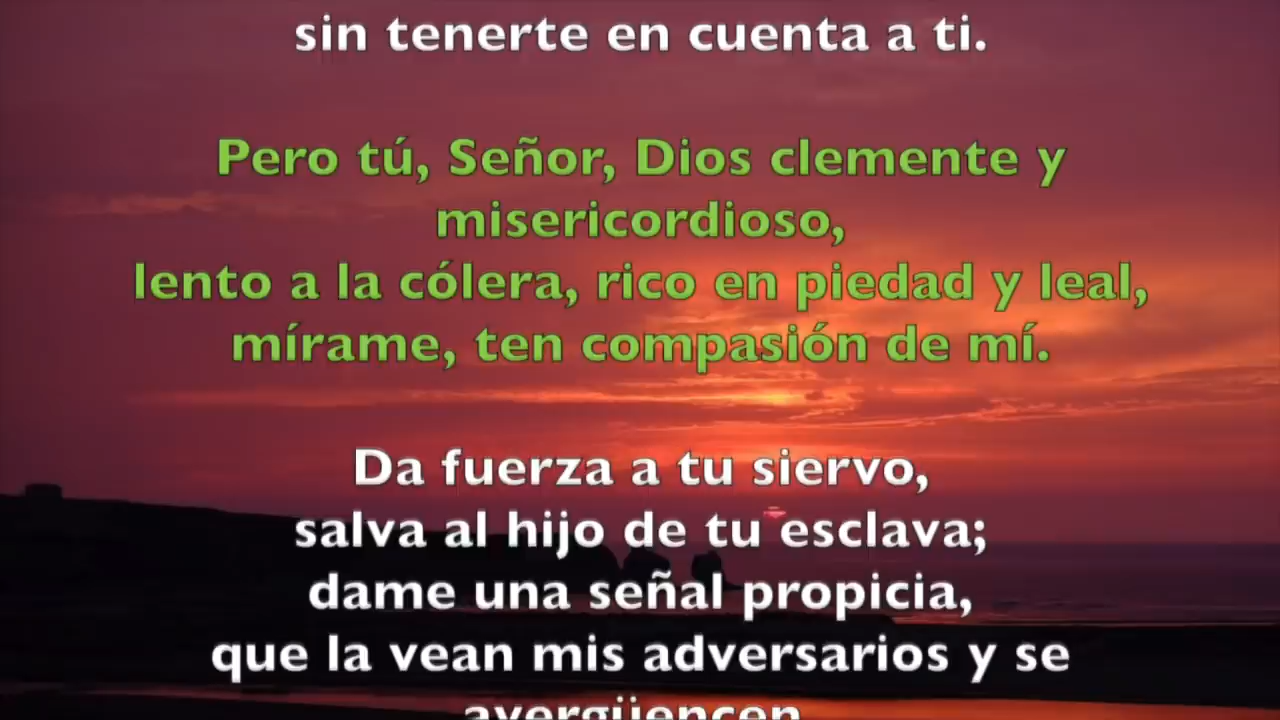 sin tenerte en cuenta a ti.
Pero tú, Señor, Dios clemente y
misericordioso,
lento a la cólera, rico en piedad y leal,
mírame, ten compasión de mí.
Da fuerza a tu siervo,
salva al hijo de tu esclava;
dame una señal propicia,
que la vean mis adversarios y se
avergüencen